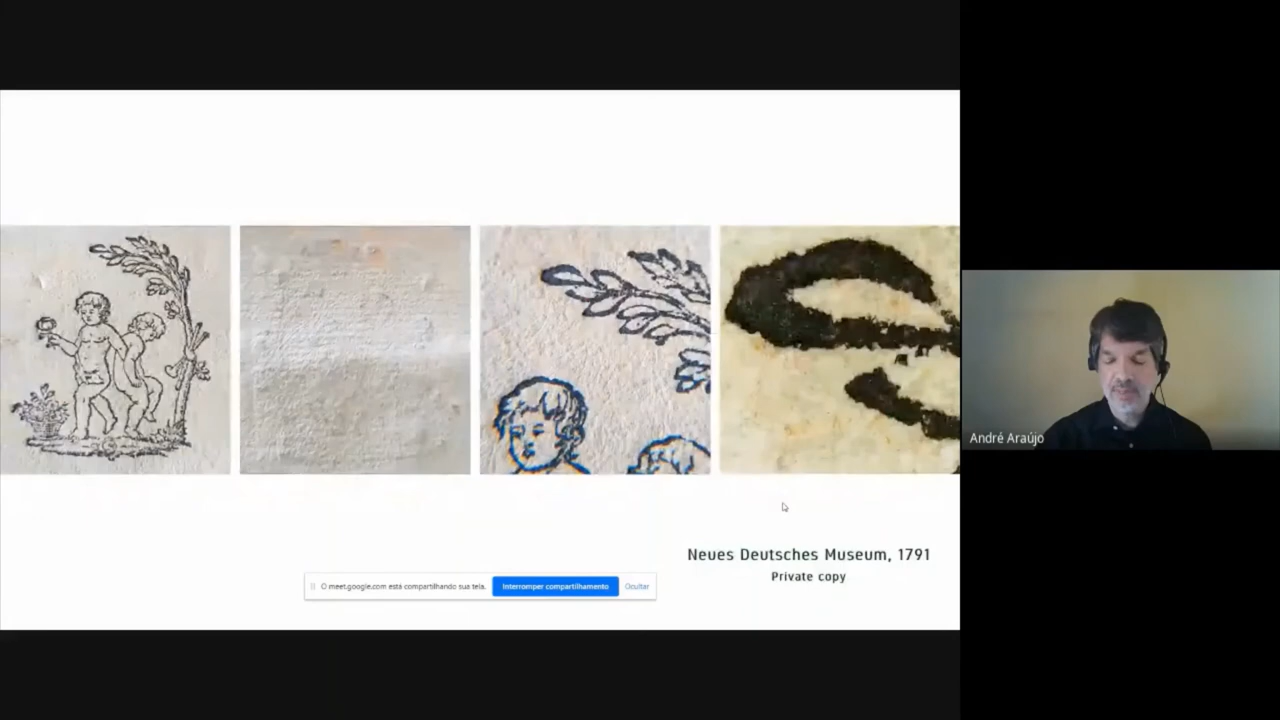 André Araújo
Neues Deutsches Museum, 1791
Private copy
O meet.google.com está compartilhando sua tela.
Interromper compartilhamento
Ocultar